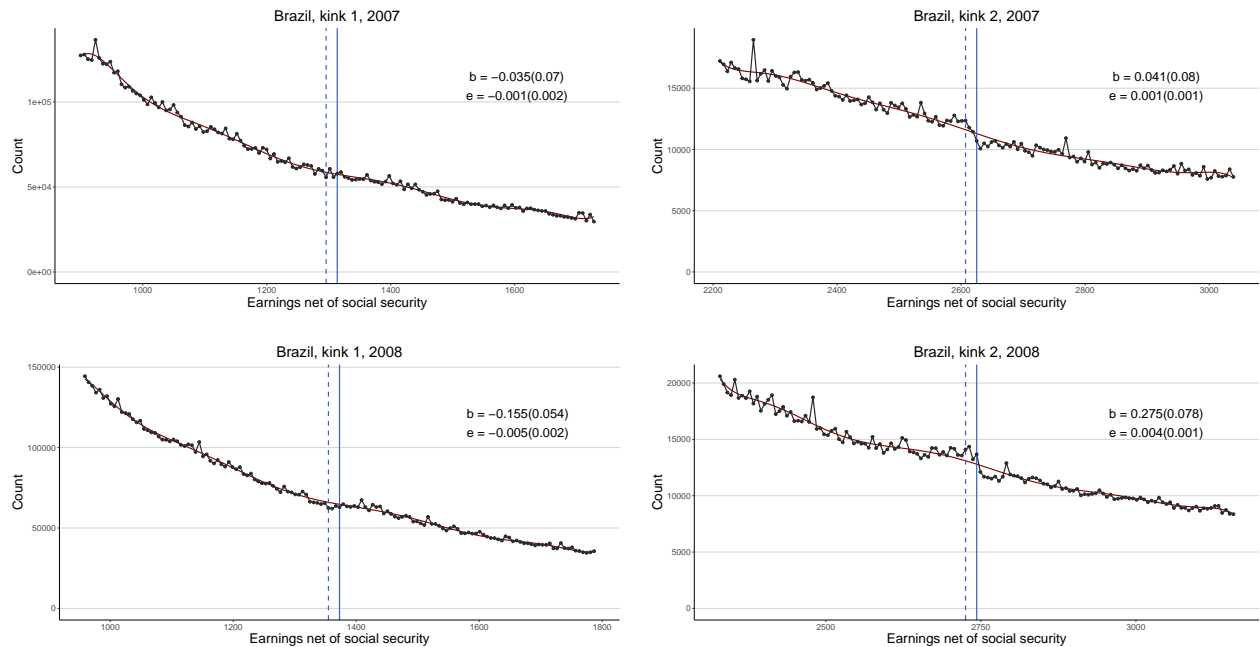 Brazil, kink 1, 2007
b = −0.035(0.07)
e = −0.001(0.002)
1e+05
5e+04
0e+00
Count
1000
1200
1400
1600
Earnings net of social security
Brazil, kink 2, 2007
b = 0.041(0.08)
e = 0.001(0.001)
15000
10000
5000
0
Count
2200
2400
2600
2800
3000
Earnings net of social security
Brazil, kink 1, 2008
b = −0.155(0.054)
e = −0.005(0.002)
150000
100000
50000
0
Count
1000
1200
1400
1600
1800
Earnings net of social security
Brazil, kink 2, 2008
b = 0.275(0.078)
e = 0.004(0.001)
20000
15000
10000
5000
0
Count
2500
2750
3000
Earnings net of social security